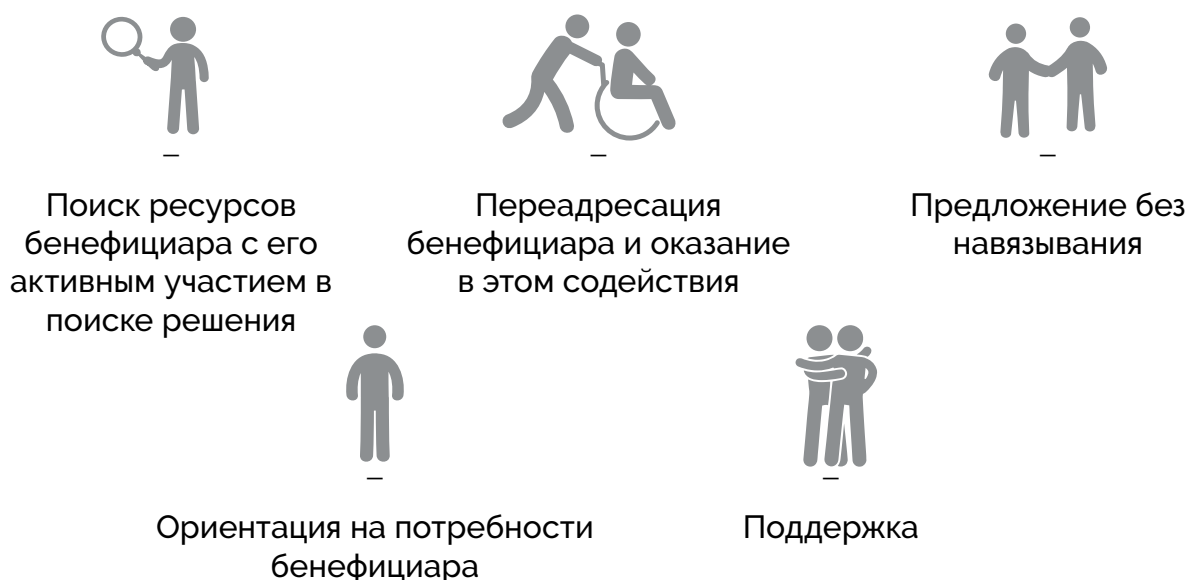 –
Поиск ресурсов
бенефициара с его
активным участием в
поиске решения
–
Переадресация
бенефициара и оказание
в этом содействия
–
Предложение без
навязывания
–
Ориентация на потребности
бенефициара
–
Поддержка